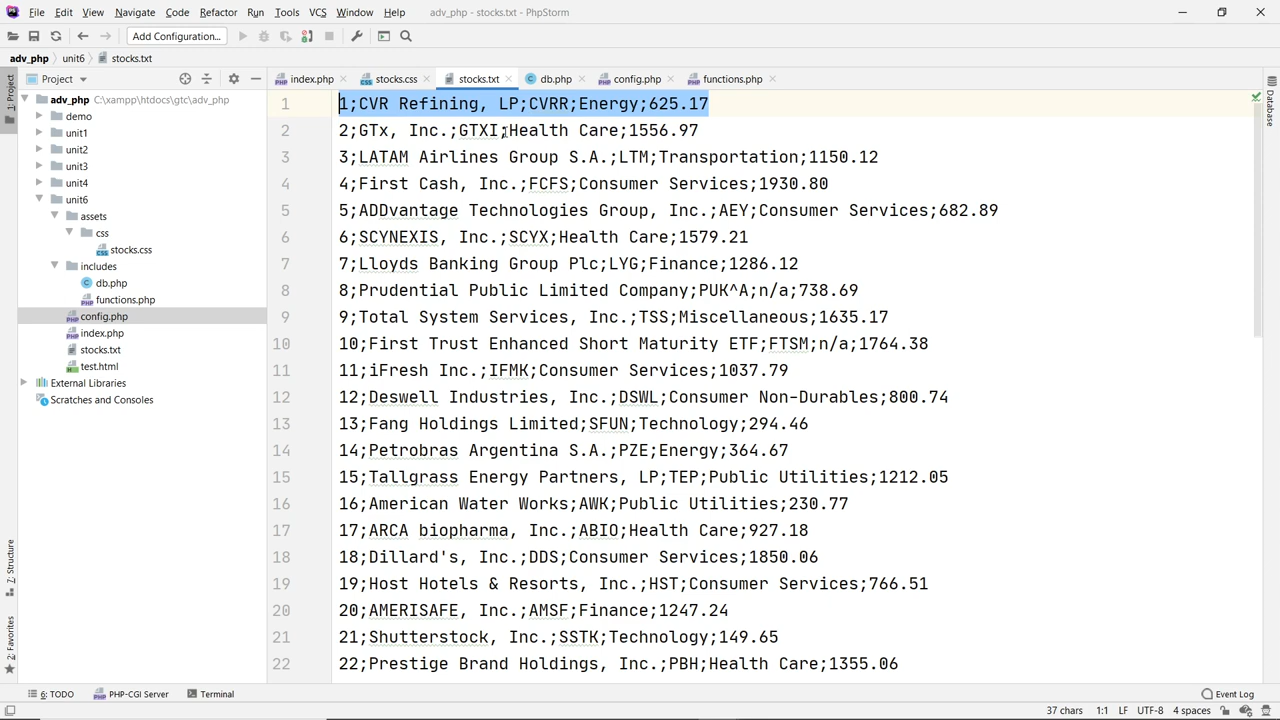 File Edit View Navigate Code Refactor Run Tools VCS Window Help adv_php - stocks.txt - PhpStorm
Add Configuration...
adv_php unit6 stocks.txt
Project
index.php stocks.css stocks.txt db.php config.php functions.php
adv_php C:\xampp\htdocs\gtc\adv_php
demo
unit1
unit2
unit3
unit4
unit6
assets
css
stocks.css
includes
db.php
functions.php
config.php
index.php
stocks.txt
test.html
External Libraries
Scratches and Consoles
1: Project
7: Structure
2: Favorites
Database
1 1;CVR Refining, LP;CVRR;Energy;625.17
2 2;GTx, Inc.;GTXI;Health Care;1556.97
3 3;LATAM Airlines Group S.A.;LTM;Transportation;1150.12
4 4;First Cash, Inc.;FCFS;Consumer Services;1930.80
5 5;ADDvantage Technologies Group, Inc.;AEY;Consumer Services;682.89
6 6;SCYNEXIS, Inc.;SCYX;Health Care;1579.21
7 7;Lloyds Banking Group Plc;LYG;Finance;1286.12
8 8;Prudential Public Limited Company;PUK^A;n/a;738.69
9 9;Total System Services, Inc.;TSS;Miscellaneous;1635.17
10 10;First Trust Enhanced Short Maturity ETF;FTSM;n/a;1764.38
11 11;iFresh Inc.;IFMK;Consumer Services;1037.79
12 12;Deswell Industries, Inc.;DSWL;Consumer Non-Durables;800.74
13 13;Fang Holdings Limited;SFUN;Technology;294.46
14 14;Petrobras Argentina S.A.;PZE;Energy;364.67
15 15;Tallgrass Energy Partners, LP;TEP;Public Utilities;1212.05
16 16;American Water Works;AWK;Public Utilities;230.77
17 17;ARCA biopharma, Inc.;ABIO;Health Care;927.18
18 18;Dillard's, Inc.;DDS;Consumer Services;1850.06
19 19;Host Hotels & Resorts, Inc.;HST;Consumer Services;766.51
20 20;AMERISAFE, Inc.;AMSF;Finance;1247.24
21 21;Shutterstock, Inc.;SSTK;Technology;149.65
22 22;Prestige Brand Holdings, Inc.;PBH;Health Care;1355.06
6: TODO PHP-CGI Server Terminal Event Log
37 chars 1:1 LF UTF-8 4 spaces